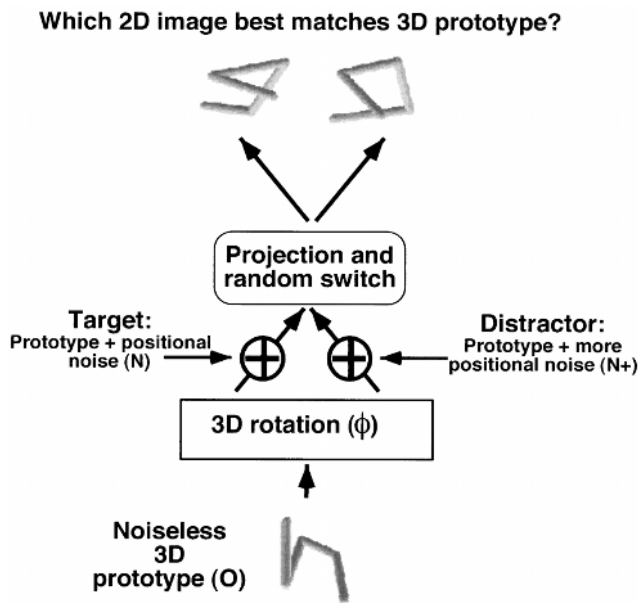 Which 2D image best matches 3D prototype?
Projection and
random switch
Target:
Prototype + positional
noise (N)
Distractor:
Prototype + more
positional noise (N+)
3D rotation (ϕ)
Noiseless
3D
prototype (O)